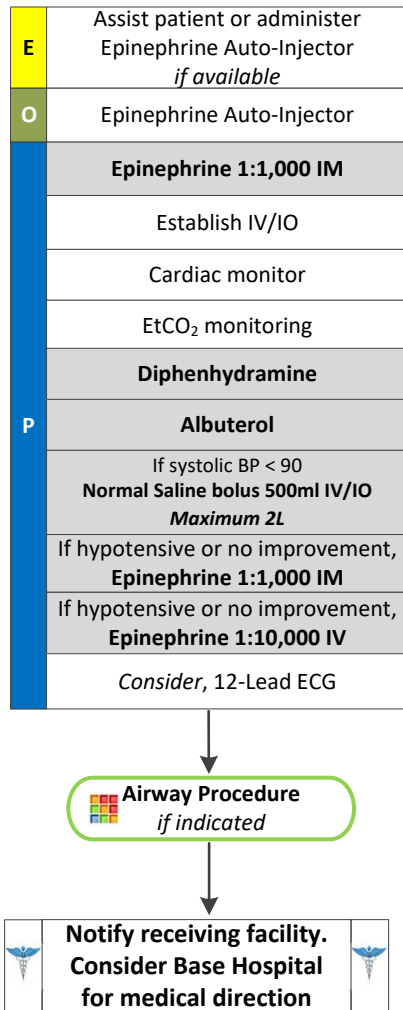 E
Assist patient or administer
Epinephrine Auto-Injector
if available
O
Epinephrine Auto-Injector
P
Epinephrine 1:1,000 IM
Establish IV/IO
Cardiac monitor
EtCO₂ monitoring
Diphenhydramine
Albuterol
If systolic BP < 90
Normal Saline bolus 500ml IV/IO
Maximum 2L
If hypotensive or no improvement,
Epinephrine 1:1,000 IM
If hypotensive or no improvement,
Epinephrine 1:10,000 IV
Consider, 12-Lead ECG
Airway Procedure
if indicated
Notify receiving facility.
Consider Base Hospital
for medical direction